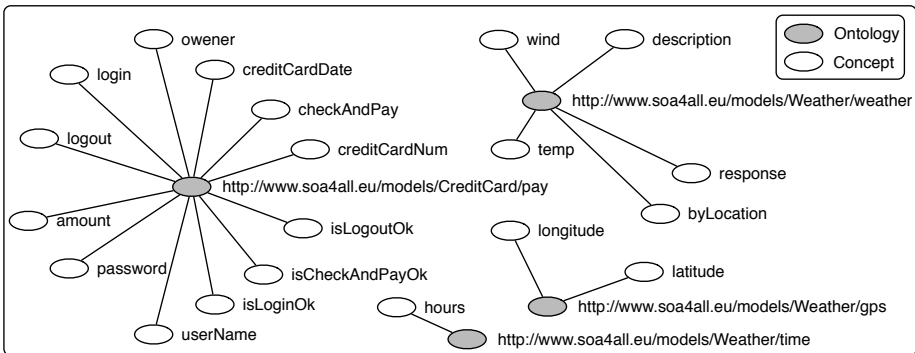 owener
wind
description
Ontology
login
creditCardDate
Concept
checkAndPay
http://www.soa4all.eu/models/Weather/weather
logout
creditCardNum
temp
response
http://www.soa4all.eu/models/CreditCard/pay
byLocation
amount
isLogoutOk
longitude
password
isCheckAndPayOk
latitude
isLoginOk
hours
http://www.soa4all.eu/models/Weather/gps
userName
http://www.soa4all.eu/models/Weather/time